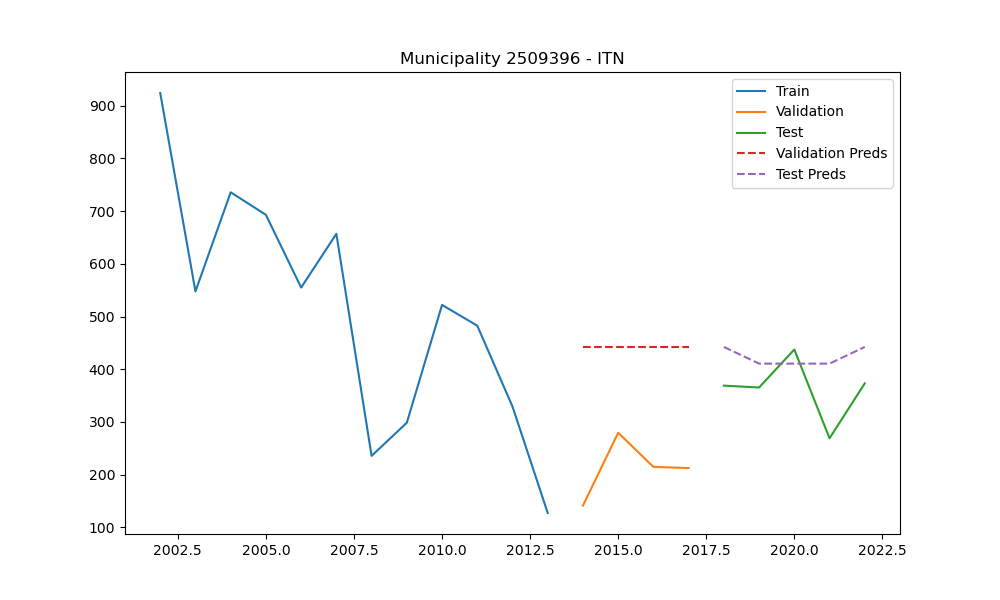 Municipality 2509396 - ITN
Train
Validation
Test
Validation Preds
Test Preds
900
800
700
600
500
400
300
200
100
2002.5 2005.0 2007.5 2010.0 2012.5 2015.0 2017.5 2020.0 2022.5